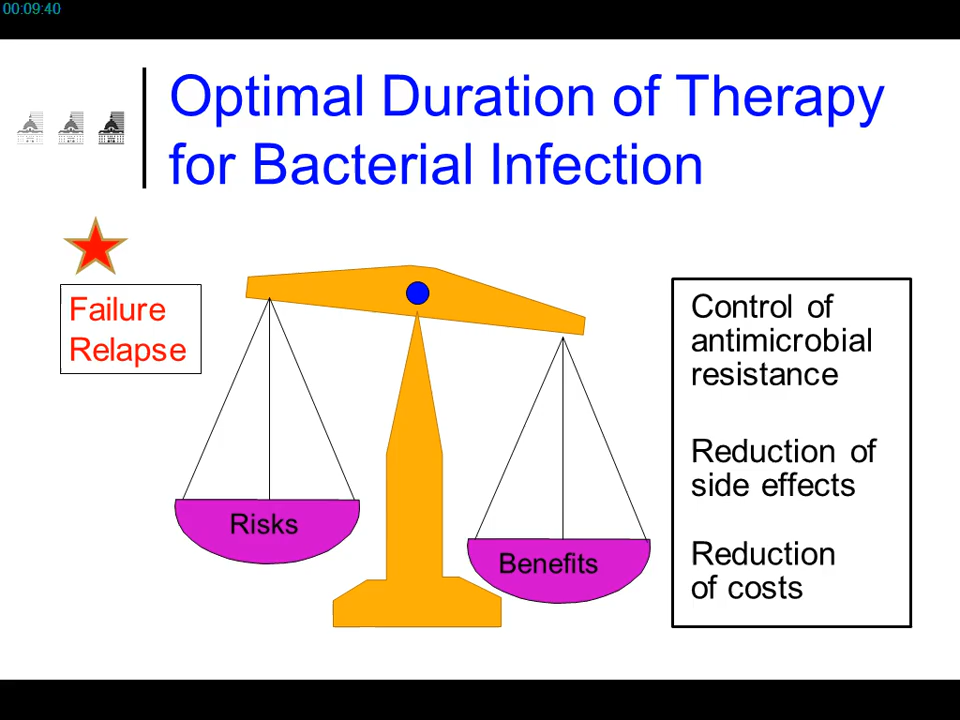 00:09:40
Optimal Duration of Therapy
for Bacterial Infection
Failure
Relapse
Risks
Benefits
Control of
antimicrobial
resistance
Reduction of
side effects
Reduction
of costs